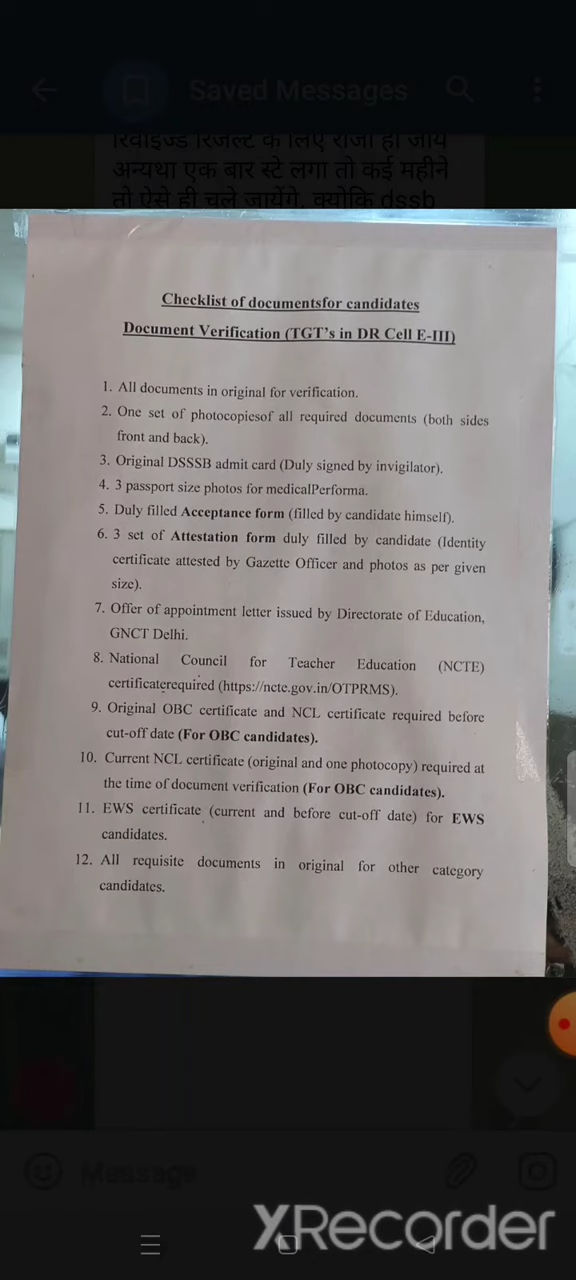 Saved Messages
रिवाइज्ड रिजल्ट के लिए राजी हो जाये
अन्यथा एक बार स्टे लगा तो कई महीने
तो ऐसे ही चले जायेंगे, क्योकि dssb
Checklist of documentsfor candidates
Document Verification (TGT's in DR Cell E-III)
1. All documents in original for verification.
2. One set of photocopiesof all required documents (both sides
front and back).
3. Original DSSSB admit card (Duly signed by invigilator).
4. 3 passport size photos for medicalPerforma.
5. Duly filled Acceptance form (filled by candidate himself).
6. 3 set of Attestation form duly filled by candidate (Identity
certificate attested by Gazette Officer and photos as per given
size).
7. Offer of appointment letter issued by Directorate of Education,
GNCT Delhi.
8. National Council for Teacher Education (NCTE)
certificaterequired (https://ncte.gov.in/OTPRMS).
9. Original OBC certificate and NCL certificate required before
cut-off date (For OBC candidates).
10. Current NCL certificate (original and one photocopy) required at
the time of document verification (For OBC candidates).
11. EWS certificate (current and before cut-off date) for EWS
candidates.
12. All requisite documents in original for other category
candidates.
Message
XRecorder